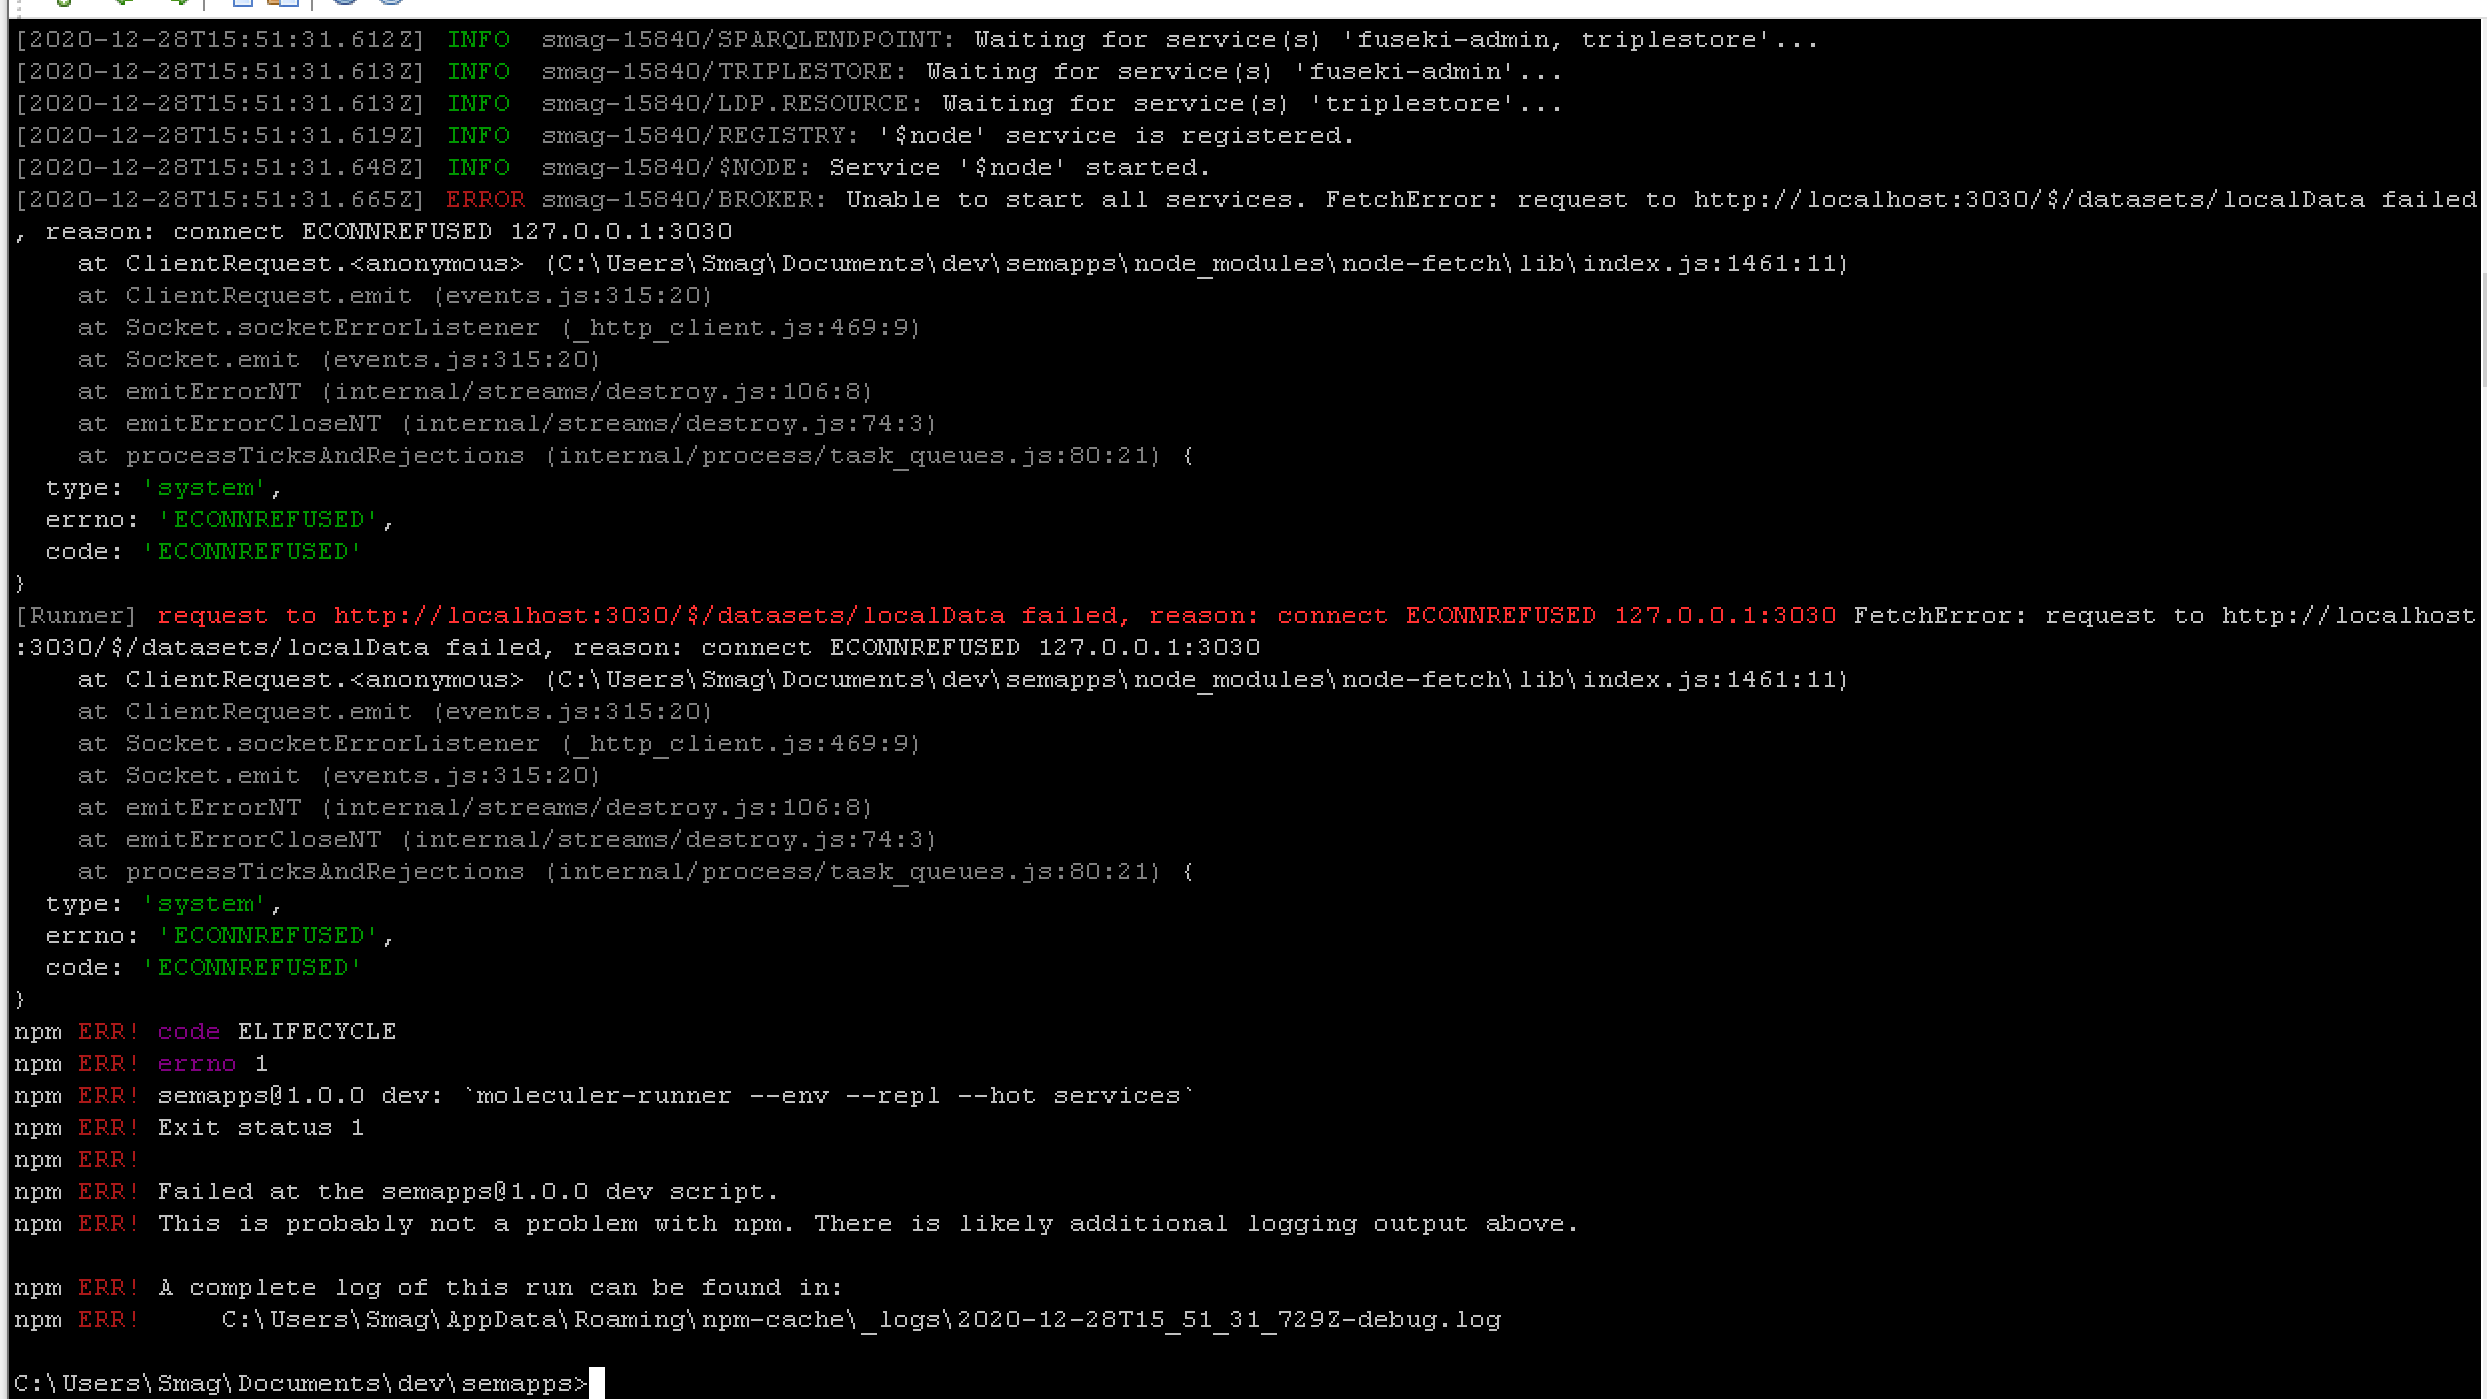 [2020-12-28T15:51:31.612Z] INFO  smag-15840/SPARQLENDPOINT: Waiting for service(s) 'fuseki-admin, triplestore'...
[2020-12-28T15:51:31.613Z] INFO  smag-15840/TRIPLESTORE: Waiting for service(s) 'fuseki-admin'...
[2020-12-28T15:51:31.613Z] INFO  smag-15840/LDP.RESOURCE: Waiting for service(s) 'triplestore'...
[2020-12-28T15:51:31.619Z] INFO  smag-15840/REGISTRY: '$node' service is registered.
[2020-12-28T15:51:31.648Z] INFO  smag-15840/$NODE: Service '$node' started.
[2020-12-28T15:51:31.665Z] ERROR smag-15840/BROKER: Unable to start all services. FetchError: request to http://localhost:3030/$/datasets/localData failed
, reason: connect ECONNREFUSED 127.0.0.1:3030
    at ClientRequest.<anonymous> (C:\Users\Smag\Documents\dev\semapps\node_modules\node-fetch\lib\index.js:1461:11)
    at ClientRequest.emit (events.js:315:20)
    at Socket.socketErrorListener (_http_client.js:469:9)
    at Socket.emit (events.js:315:20)
    at emitErrorNT (internal/streams/destroy.js:106:8)
    at emitErrorCloseNT (internal/streams/destroy.js:74:3)
    at processTicksAndRejections (internal/process/task_queues.js:80:21) {
  type: 'system',
  errno: 'ECONNREFUSED',
  code: 'ECONNREFUSED'
}
[Runner] request to http://localhost:3030/$/datasets/localData failed, reason: connect ECONNREFUSED 127.0.0.1:3030 FetchError: request to http://localhost
:3030/$/datasets/localData failed, reason: connect ECONNREFUSED 127.0.0.1:3030
    at ClientRequest.<anonymous> (C:\Users\Smag\Documents\dev\semapps\node_modules\node-fetch\lib\index.js:1461:11)
    at ClientRequest.emit (events.js:315:20)
    at Socket.socketErrorListener (_http_client.js:469:9)
    at Socket.emit (events.js:315:20)
    at emitErrorNT (internal/streams/destroy.js:106:8)
    at emitErrorCloseNT (internal/streams/destroy.js:74:3)
    at processTicksAndRejections (internal/process/task_queues.js:80:21) {
  type: 'system',
  errno: 'ECONNREFUSED',
  code: 'ECONNREFUSED'
}
npm ERR! code ELIFECYCLE
npm ERR! errno 1
npm ERR! semapps@1.0.0 dev: `moleculer-runner --env --repl --hot services`
npm ERR! Exit status 1
npm ERR!
npm ERR! Failed at the semapps@1.0.0 dev script.
npm ERR! This is probably not a problem with npm. There is likely additional logging output above.

npm ERR! A complete log of this run can be found in:
npm ERR!     C:\Users\Smag\AppData\Roaming\npm-cache\_logs\2020-12-28T15_51_31_729Z-debug.log

C:\Users\Smag\Documents\dev\semapps>